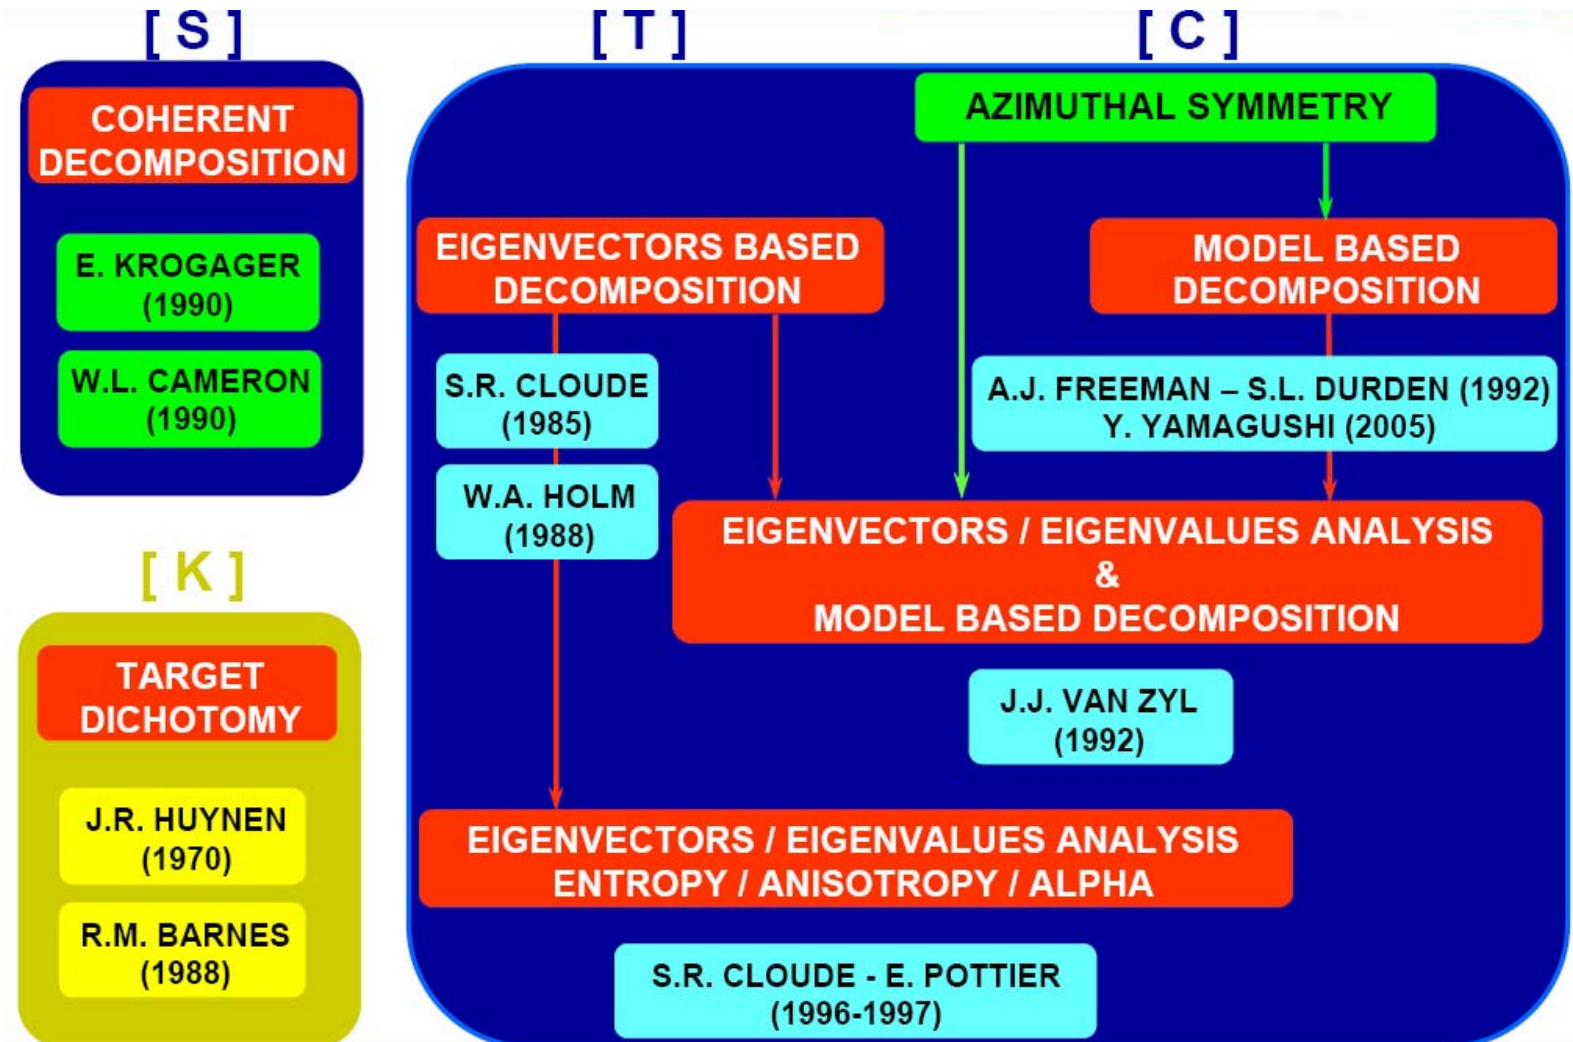 [ S ]
COHERENT
DECOMPOSITION
E. KROGAGER
(1990)
W.L. CAMERON
(1990)
[ K ]
TARGET
DICHOTOMY
J.R. HUYNEN
(1970)
R.M. BARNES
(1988)
[ T ]
[ C ]
AZIMUTHAL SYMMETRY
EIGENVECTORS BASED
DECOMPOSITION
MODEL BASED
DECOMPOSITION
S.R. CLOUDE
(1985)
A.J. FREEMAN – S.L. DURDEN (1992)
Y. YAMAGUSHI (2005)
W.A. HOLM
(1988)
EIGENVECTORS / EIGENVALUES ANALYSIS
&
MODEL BASED DECOMPOSITION
J.J. VAN ZYL
(1992)
EIGENVECTORS / EIGENVALUES ANALYSIS
ENTROPY / ANISOTROPY / ALPHA
S.R. CLOUDE - E. POTTIER
(1996-1997)